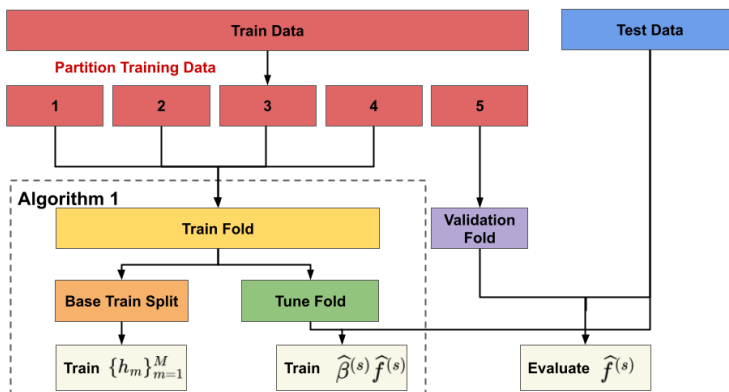 Train Data
Test Data
Partition Training Data
1 2 3 4 5
Algorithm 1
Train Fold
Validation
Fold
Base Train Split
Tune Fold
Train $\{h_m\}_{m=1}^{M}$
Train $\widehat{\beta}^{(s)} \widehat{f}^{(s)}$
Evaluate $\widehat{f}^{(s)}$